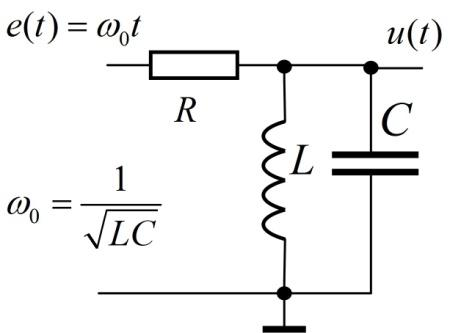 e(t) = ω₀t
u(t)
R
C
L
ω₀ = 1/√LC